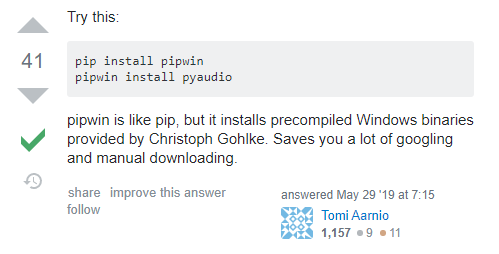 Try this:
41
pip install pipwin
pipwin install pyaudio
pipwin is like pip, but it installs precompiled Windows binaries
provided by Christoph Gohlke. Saves you a lot of googling
and manual downloading.
share improve this answer
follow
answered May 29 '19 at 7:15
Tomi Aarnio
1,157 9 11